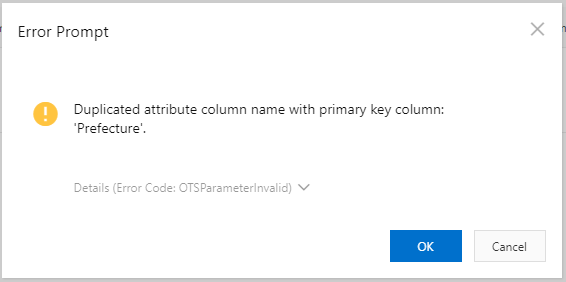 Error Prompt
Duplicated attribute column name with primary key column:
'Prefecture'.
Details (Error Code: OTSParameterInvalid)
OK
Cancel